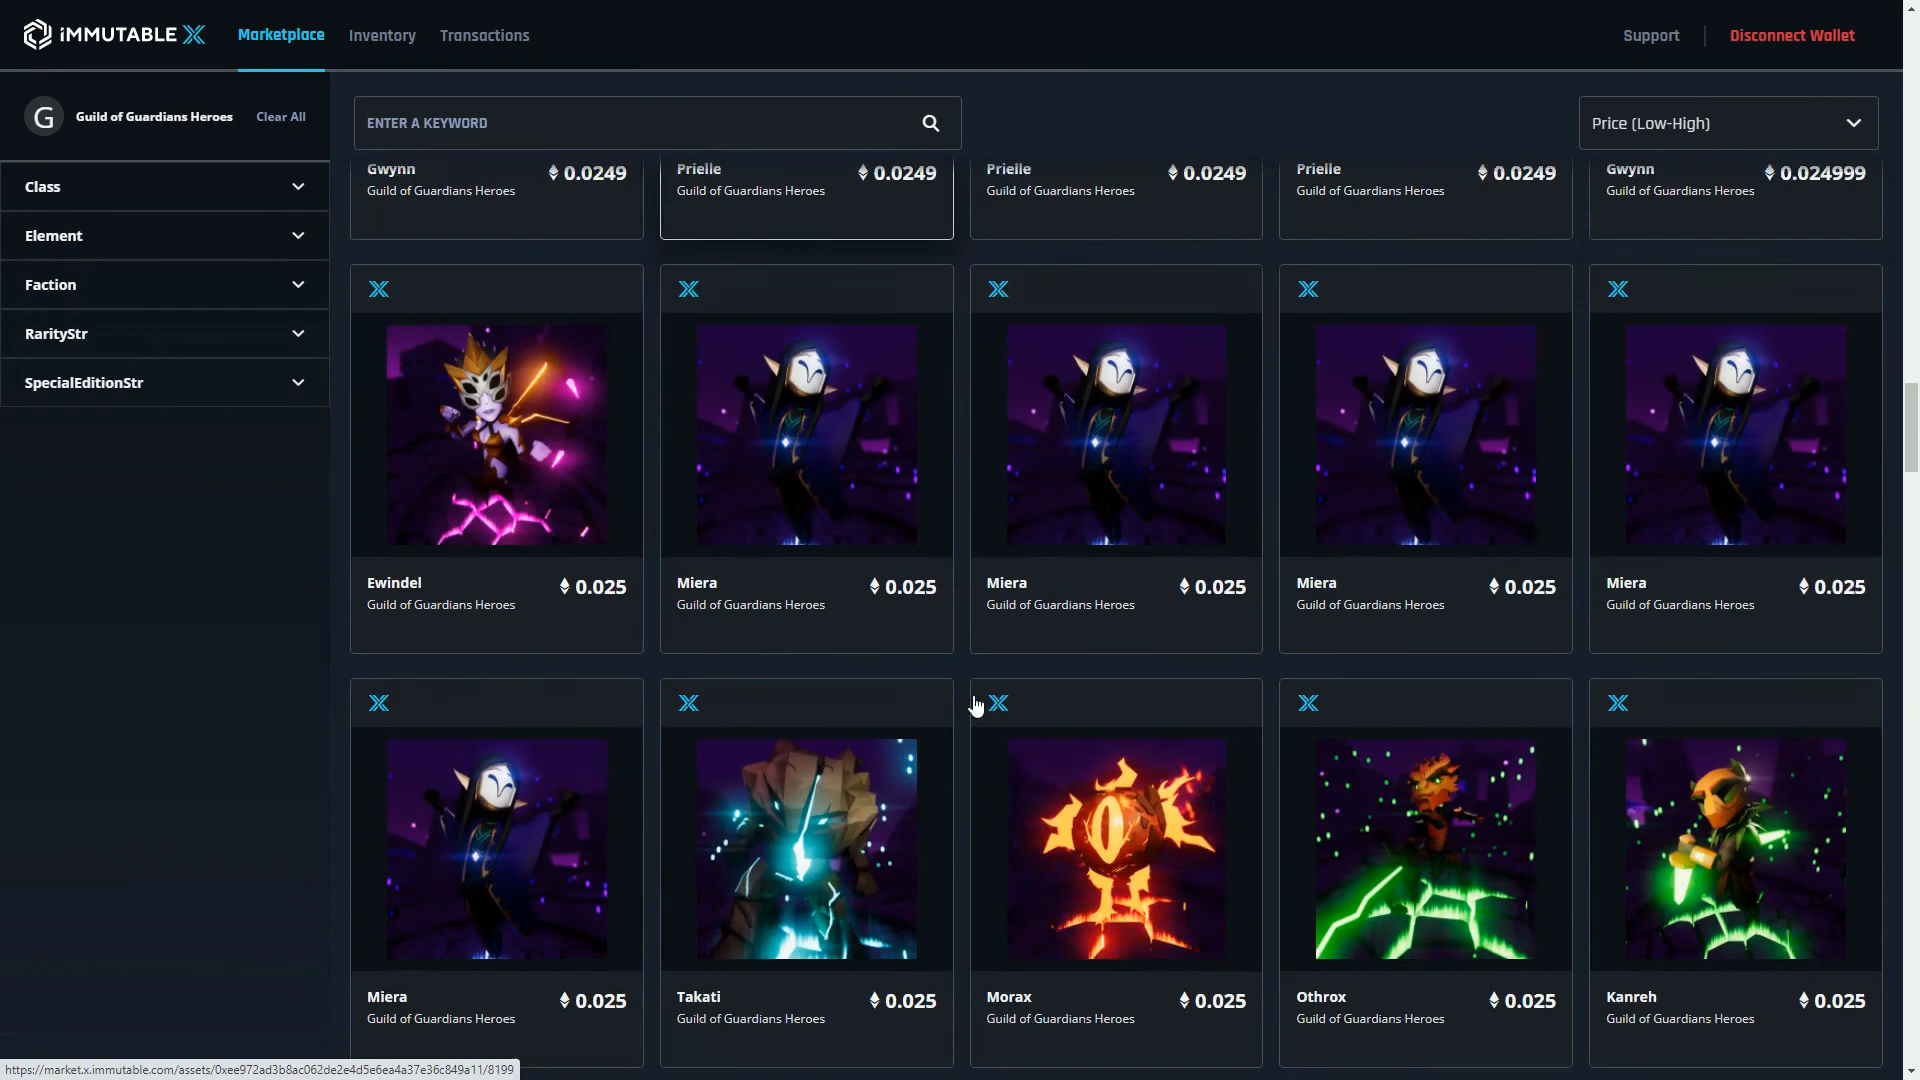 IMMUTABLE X Marketplace Inventory Transactions Support Disconnect Wallet
G Guild of Guardians Heroes Clear All
ENTER A KEYWORD
Price (Low-High)
Class
Element
Faction
RarityStr
SpecialEditionStr
Gwynn 0.0249
Guild of Guardians Heroes
Prielle 0.0249
Guild of Guardians Heroes
Prielle 0.0249
Guild of Guardians Heroes
Prielle 0.0249
Guild of Guardians Heroes
Gwynn 0.024999
Guild of Guardians Heroes
Ewindel 0.025
Guild of Guardians Heroes
Miera 0.025
Guild of Guardians Heroes
Miera 0.025
Guild of Guardians Heroes
Miera 0.025
Guild of Guardians Heroes
Miera 0.025
Guild of Guardians Heroes
Miera 0.025
Guild of Guardians Heroes
Takati 0.025
Guild of Guardians Heroes
Morax 0.025
Guild of Guardians Heroes
Othrox 0.025
Guild of Guardians Heroes
Kanreh 0.025
Guild of Guardians Heroes
https://market.x.immutable.com/assets/0xee972ad3b8ac062de2e4d5e6ea4a37e36c849a11/8199